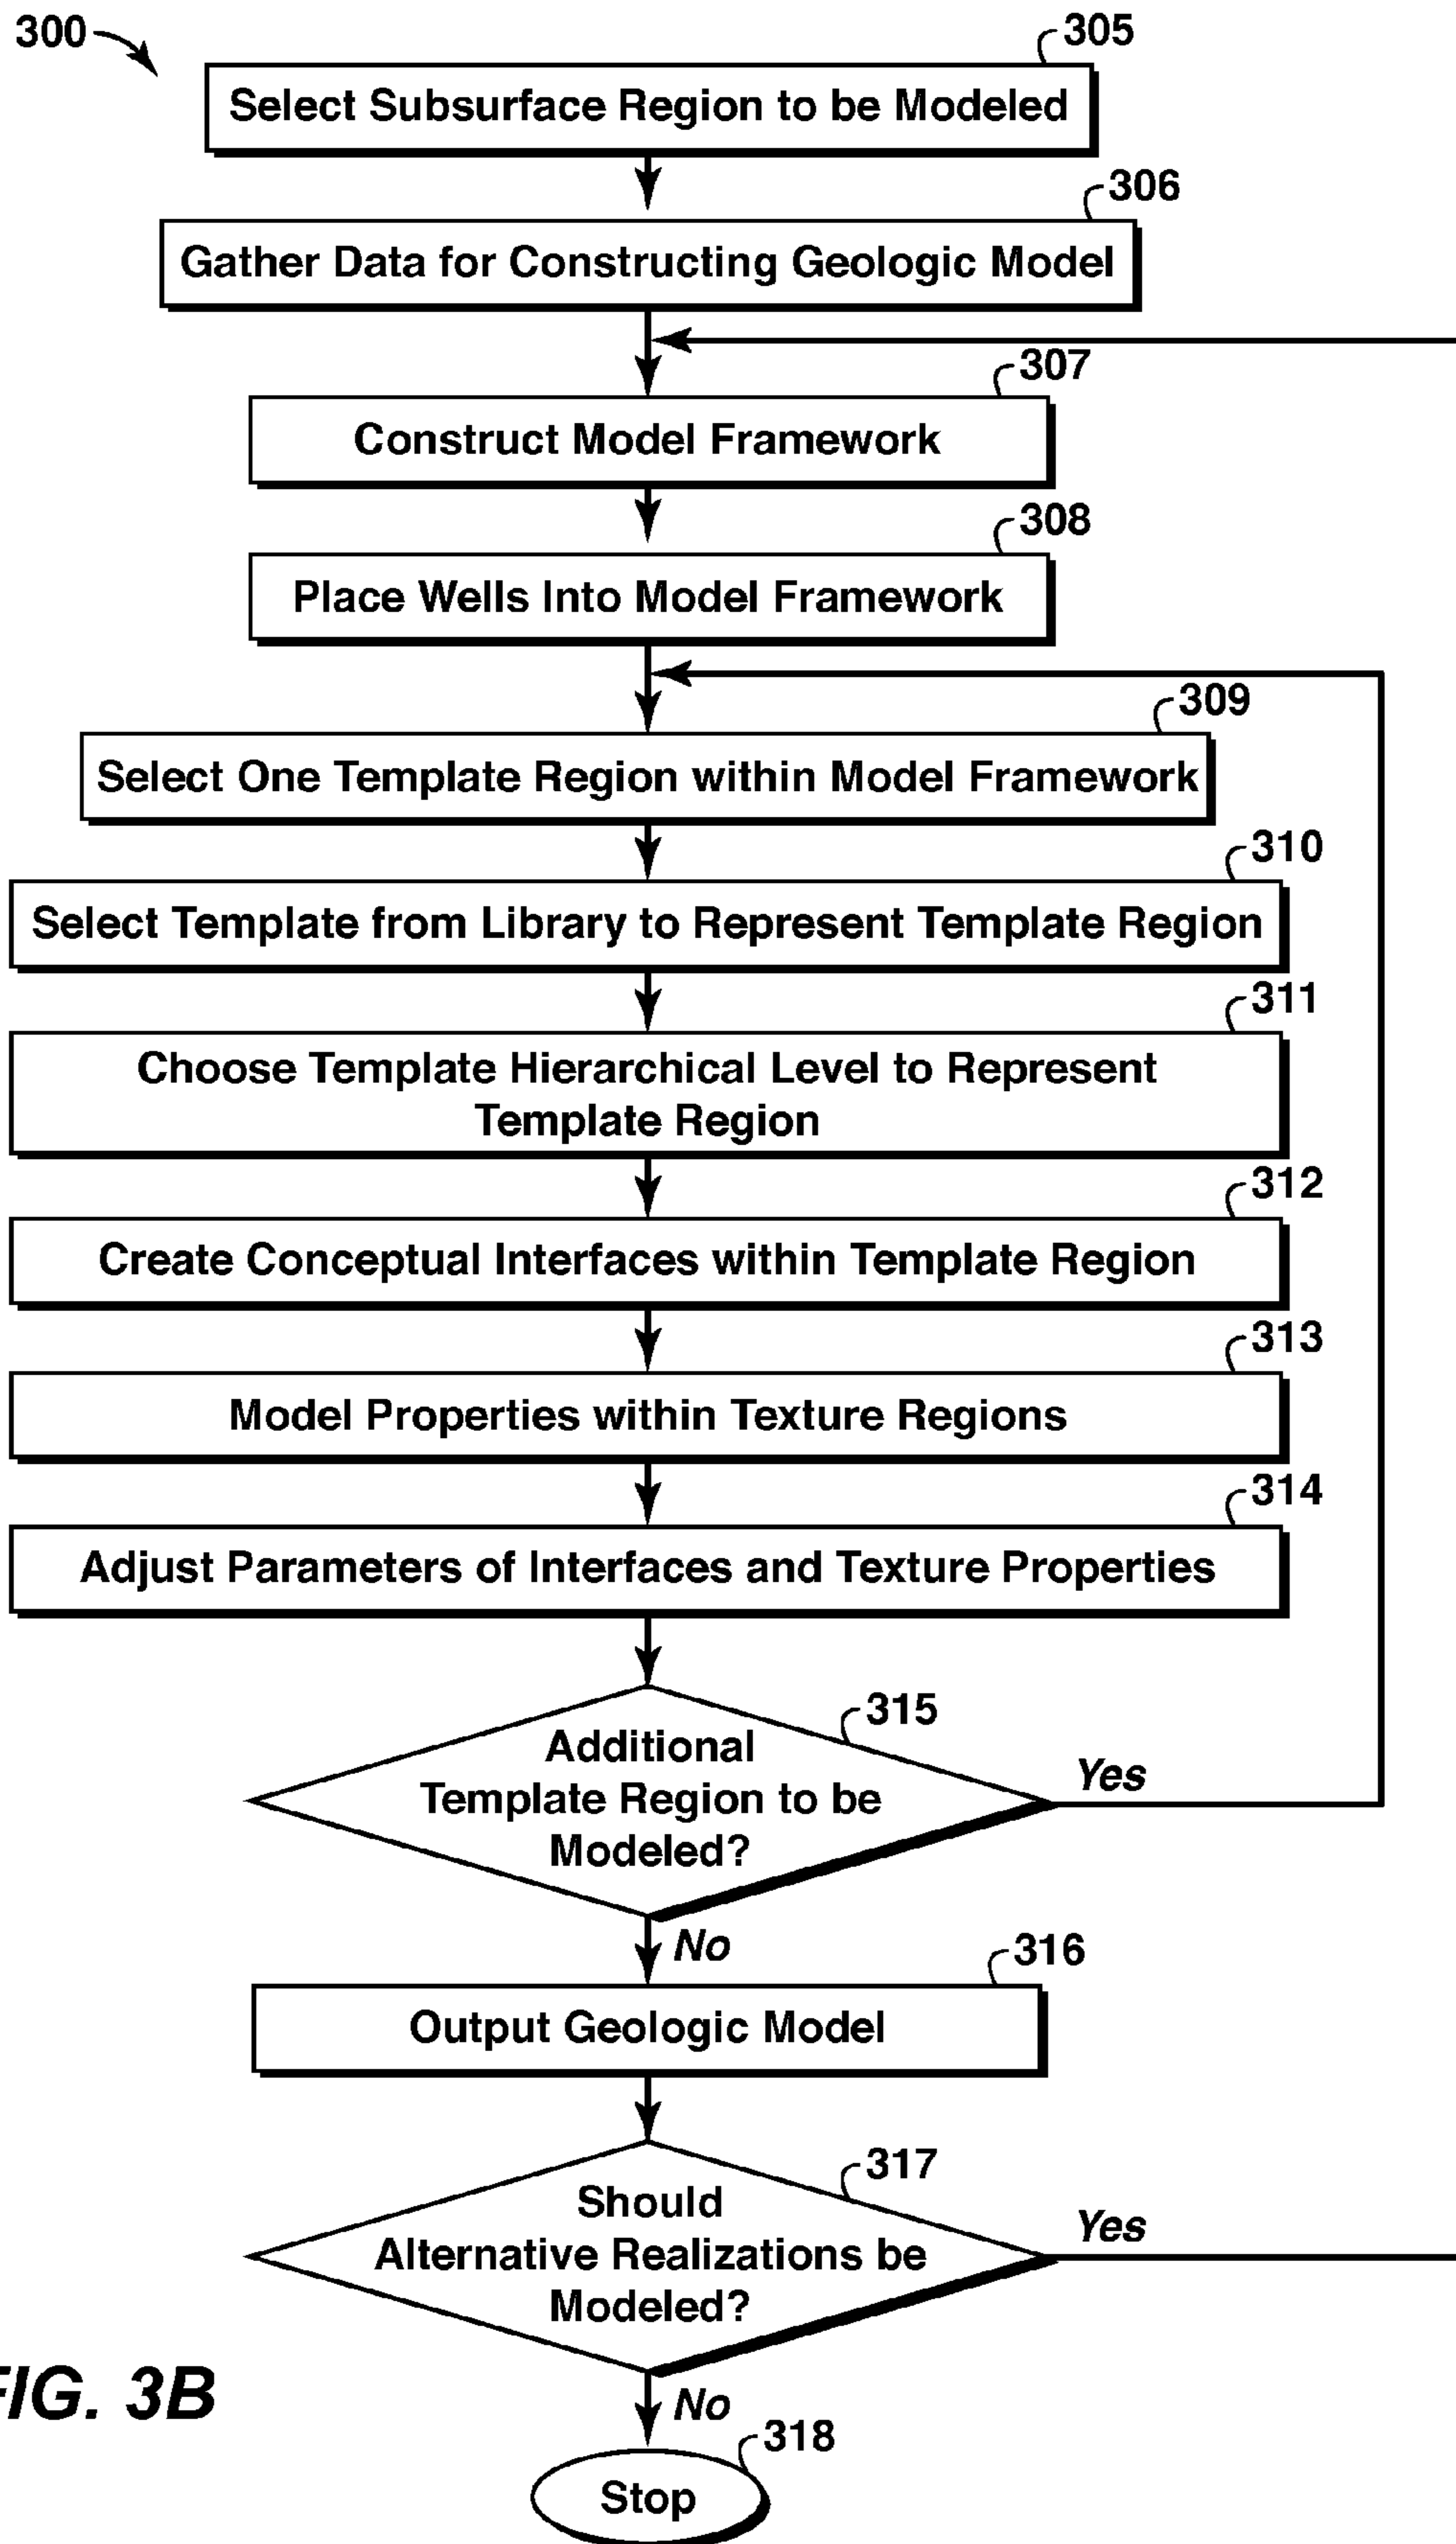 300
305
Select Subsurface Region to be Modeled
306
Gather Data for Constructing Geologic Model
307
Construct Model Framework
308
Place Wells Into Model Framework
309
Select One Template Region within Model Framework
310
Select Template from Library to Represent Template Region
311
Choose Template Hierarchical Level to Represent
Template Region
312
Create Conceptual Interfaces within Template Region
313
Model Properties within Texture Regions
314
Adjust Parameters of Interfaces and Texture Properties
315
Additional
Template Region to be
Modeled?
Yes
No
316
Output Geologic Model
317
Should
Alternative Realizations be
Modeled?
Yes
No
318
Stop
FIG. 3B